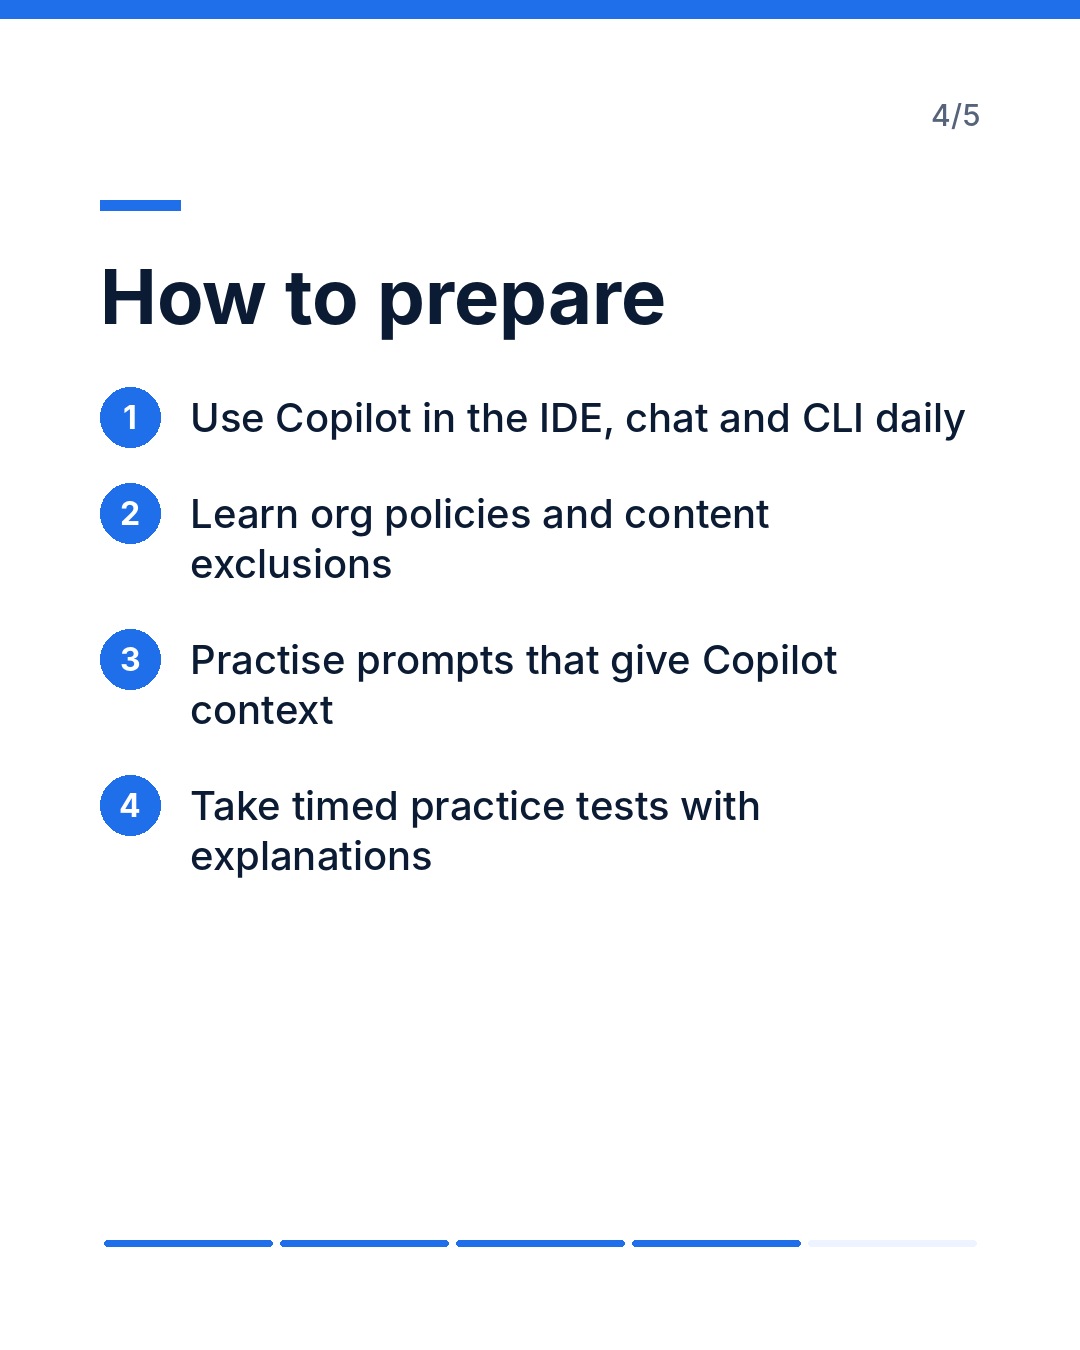 4/5
How to prepare
1 Use Copilot in the IDE, chat and CLI daily
2 Learn org policies and content
exclusions
3 Practise prompts that give Copilot
context
4 Take timed practice tests with
explanations